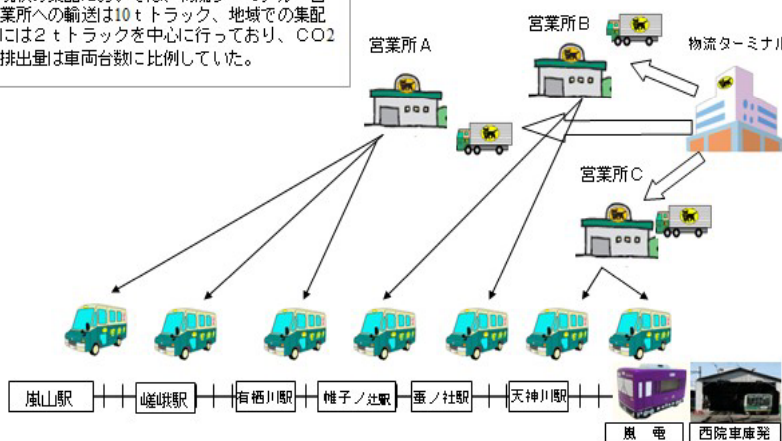 業所への輸送は10ｔトラック、地域での集配
には２ｔトラックを中心に行っており、ＣＯ2
排出量は車両台数に比例していた。
営業所Ａ
営業所Ｂ
物流ターミナル
営業所Ｃ
嵐山駅
嵯峨駅
有栖川駅
帷子ノ辻駅
蚕ノ社駅
天神川駅
嵐 電
西院車庫発